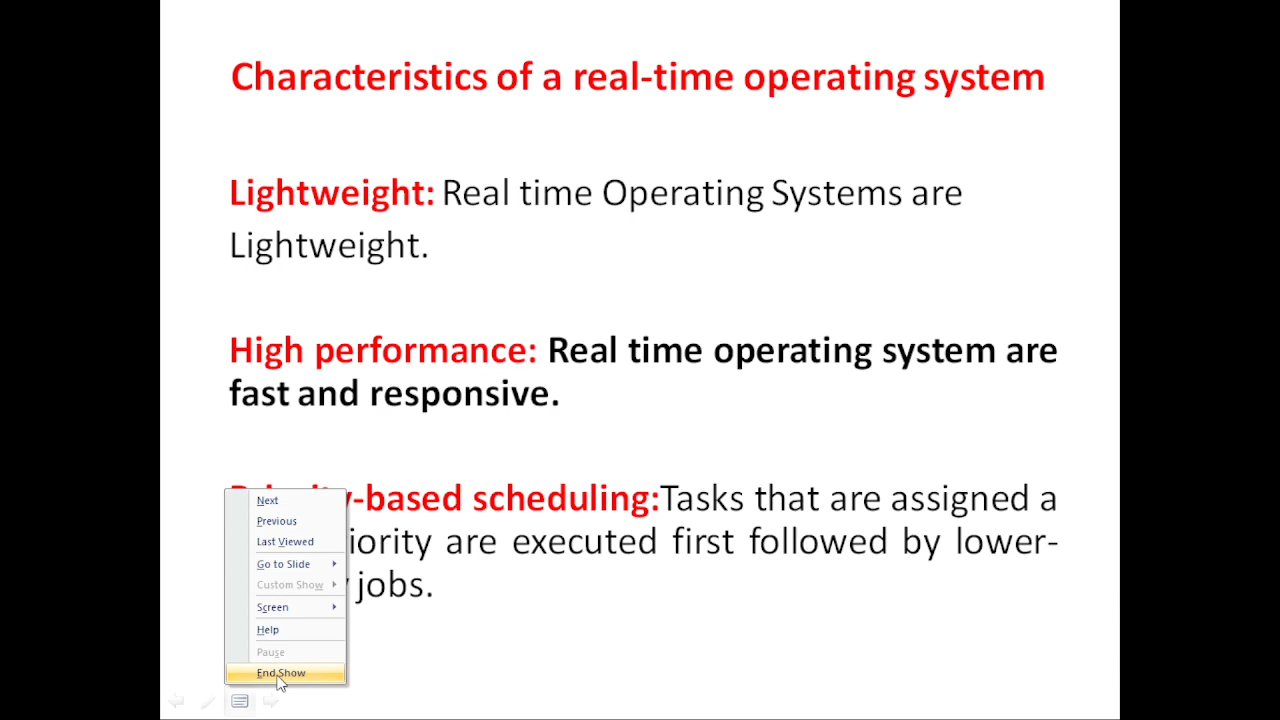 Characteristics of a real-time operating system
Lightweight: Real time Operating Systems are
Lightweight.
High performance: Real time operating system are
fast and responsive.
-based scheduling:Tasks that are assigned a
iority are executed first followed by lower-
jobs.
Next
Previous
Last Viewed
Go to Slide
Custom Show
Screen
Help
Pause
End Show